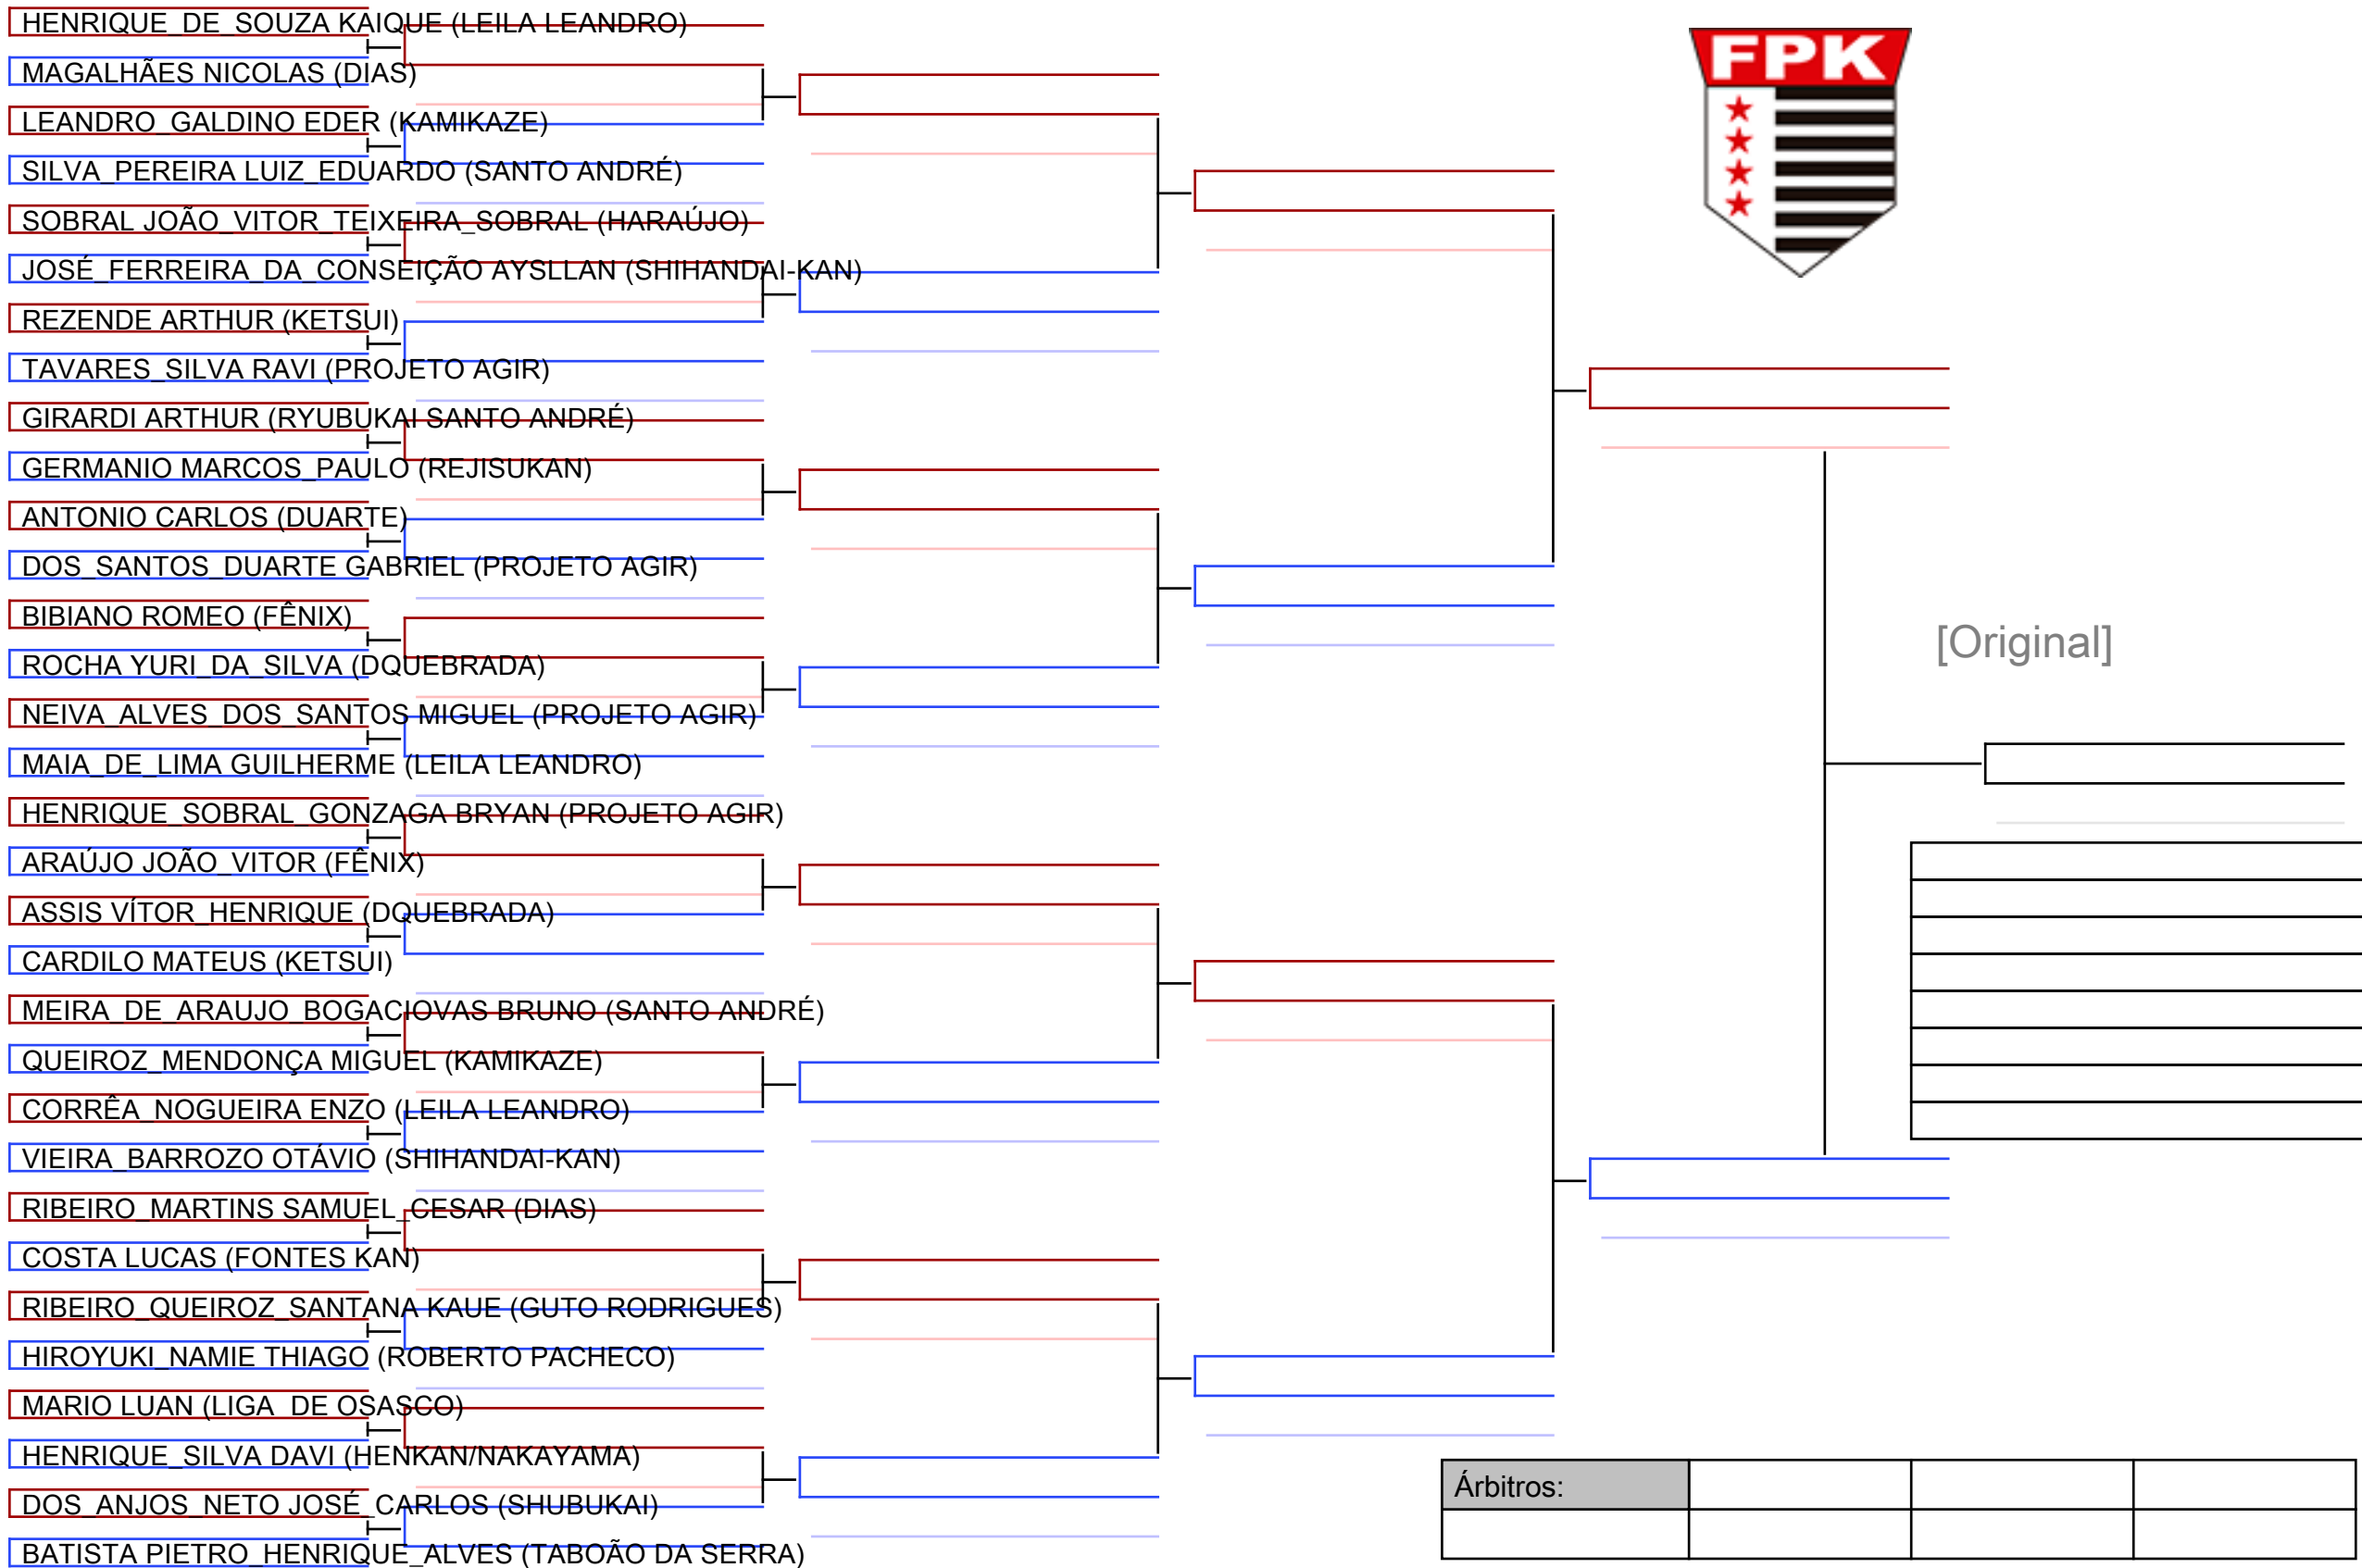 HENRIQUE_DE_SOUZA KAIQUE (LEILA LEANDRO)
MAGALHÃES NICOLAS (DIAS)
LEANDRO_GALDINO EDER (KAMIKAZE)
SILVA_PEREIRA LUIZ_EDUARDO (SANTO ANDRÉ)
SOBRAL JOÃO_VITOR_TEIXEIRA_SOBRAL (HARAÚJO)
JOSÉ_FERREIRA_DA_CONSEIÇÃO AYSLLAN (SHIHANDAI-KAN)
REZENDE ARTHUR (KETSUI)
TAVARES_SILVA RAVI (PROJETO AGIR)
GIRARDI ARTHUR (RYUBUKAI SANTO ANDRÉ)
GERMANIO MARCOS_PAULO (REJISUKAN)
ANTONIO CARLOS (DUARTE)
DOS_SANTOS_DUARTE GABRIEL (PROJETO AGIR)
BIBIANO ROMEO (FÊNIX)
ROCHA YURI_DA_SILVA (DQUEBRADA)
NEIVA_ALVES_DOS_SANTOS MIGUEL (PROJETO AGIR)
MAIA_DE_LIMA GUILHERME (LEILA LEANDRO)
HENRIQUE_SOBRAL_GONZAGA BRYAN (PROJETO AGIR)
ARAÚJO JOÃO_VITOR (FÊNIX)
ASSIS VÍTOR_HENRIQUE (DQUEBRADA)
CARDILO MATEUS (KETSUI)
MEIRA_DE_ARAUJO_BOGACIOVAS BRUNO (SANTO ANDRÉ)
QUEIROZ_MENDONÇA MIGUEL (KAMIKAZE)
CORRÊA_NOGUEIRA ENZO (LEILA LEANDRO)
VIEIRA_BARROZO OTÁVIO (SHIHANDAI-KAN)
RIBEIRO_MARTINS SAMUEL_CESAR (DIAS)
COSTA LUCAS (FONTES KAN)
RIBEIRO_QUEIROZ_SANTANA KAUE (GUTO RODRIGUES)
HIROYUKI_NAMIE THIAGO (ROBERTO PACHECO)
MARIO LUAN (LIGA_DE OSASCO)
HENRIQUE_SILVA DAVI (HENKAN/NAKAYAMA)
DOS_ANJOS_NETO JOSÉ_CARLOS (SHUBUKAI)
BATISTA PIETRO_HENRIQUE_ALVES (TABOÃO DA SERRA)
FPK
[Original]
Árbitros: